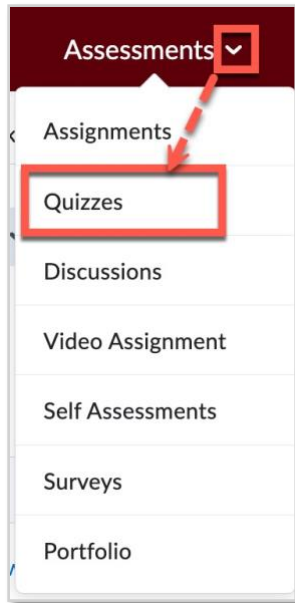 Assessments
Assignments
Quizzes
Discussions
Video Assignment
Self Assessments
Surveys
Portfolio